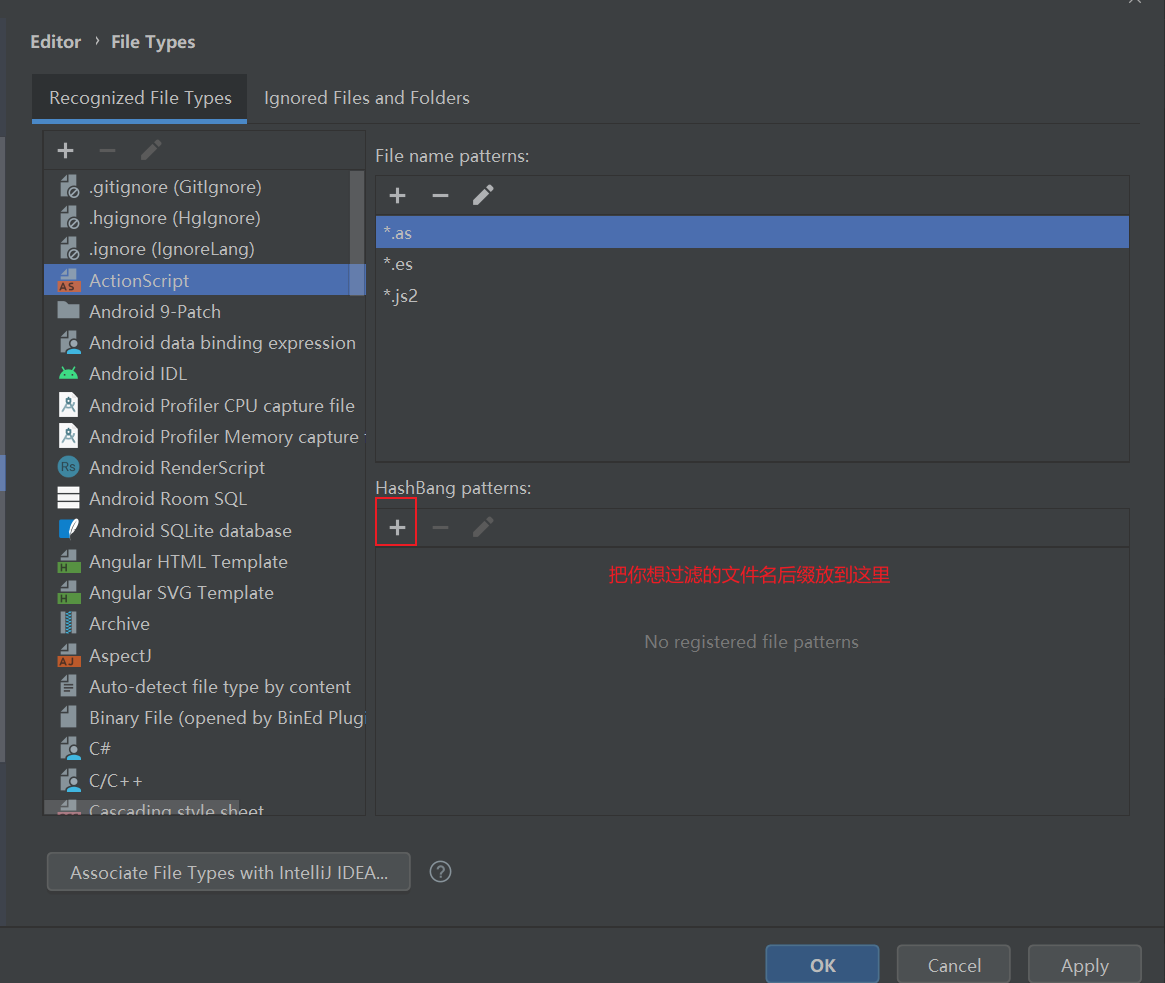 Editor › File Types
Recognized File Types
Ignored Files and Folders
.gitignore (GitIgnore)
.hgignore (HgIgnore)
.ignore (IgnoreLang)
AS ActionScript
Android 9-Patch
Android data binding expression
Android IDL
Android Profiler CPU capture file
Android Profiler Memory capture
Rs Android RenderScript
Android Room SQL
Android SQLite database
H Angular HTML Template
H Angular SVG Template
Archive
AJ AspectJ
Auto-detect file type by content
Binary File (opened by BinEd Plugi
C#
C/C++
Cascading style sheet
File name patterns:
*.as
*.es
*.js2
HashBang patterns:
把你想过滤的文件名后缀放到这里
No registered file patterns
Associate File Types with IntelliJ IDEA...
?
OK
Cancel
Apply